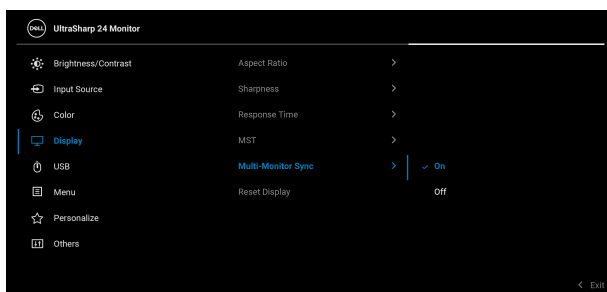 DELL UltraSharp 24 Monitor
Brightness/Contrast Aspect Ratio
Input Source Sharpness
Color Response Time
Display MST
USB Multi-Monitor Sync On
Menu Reset Display Off
Personalize
Others
Exit